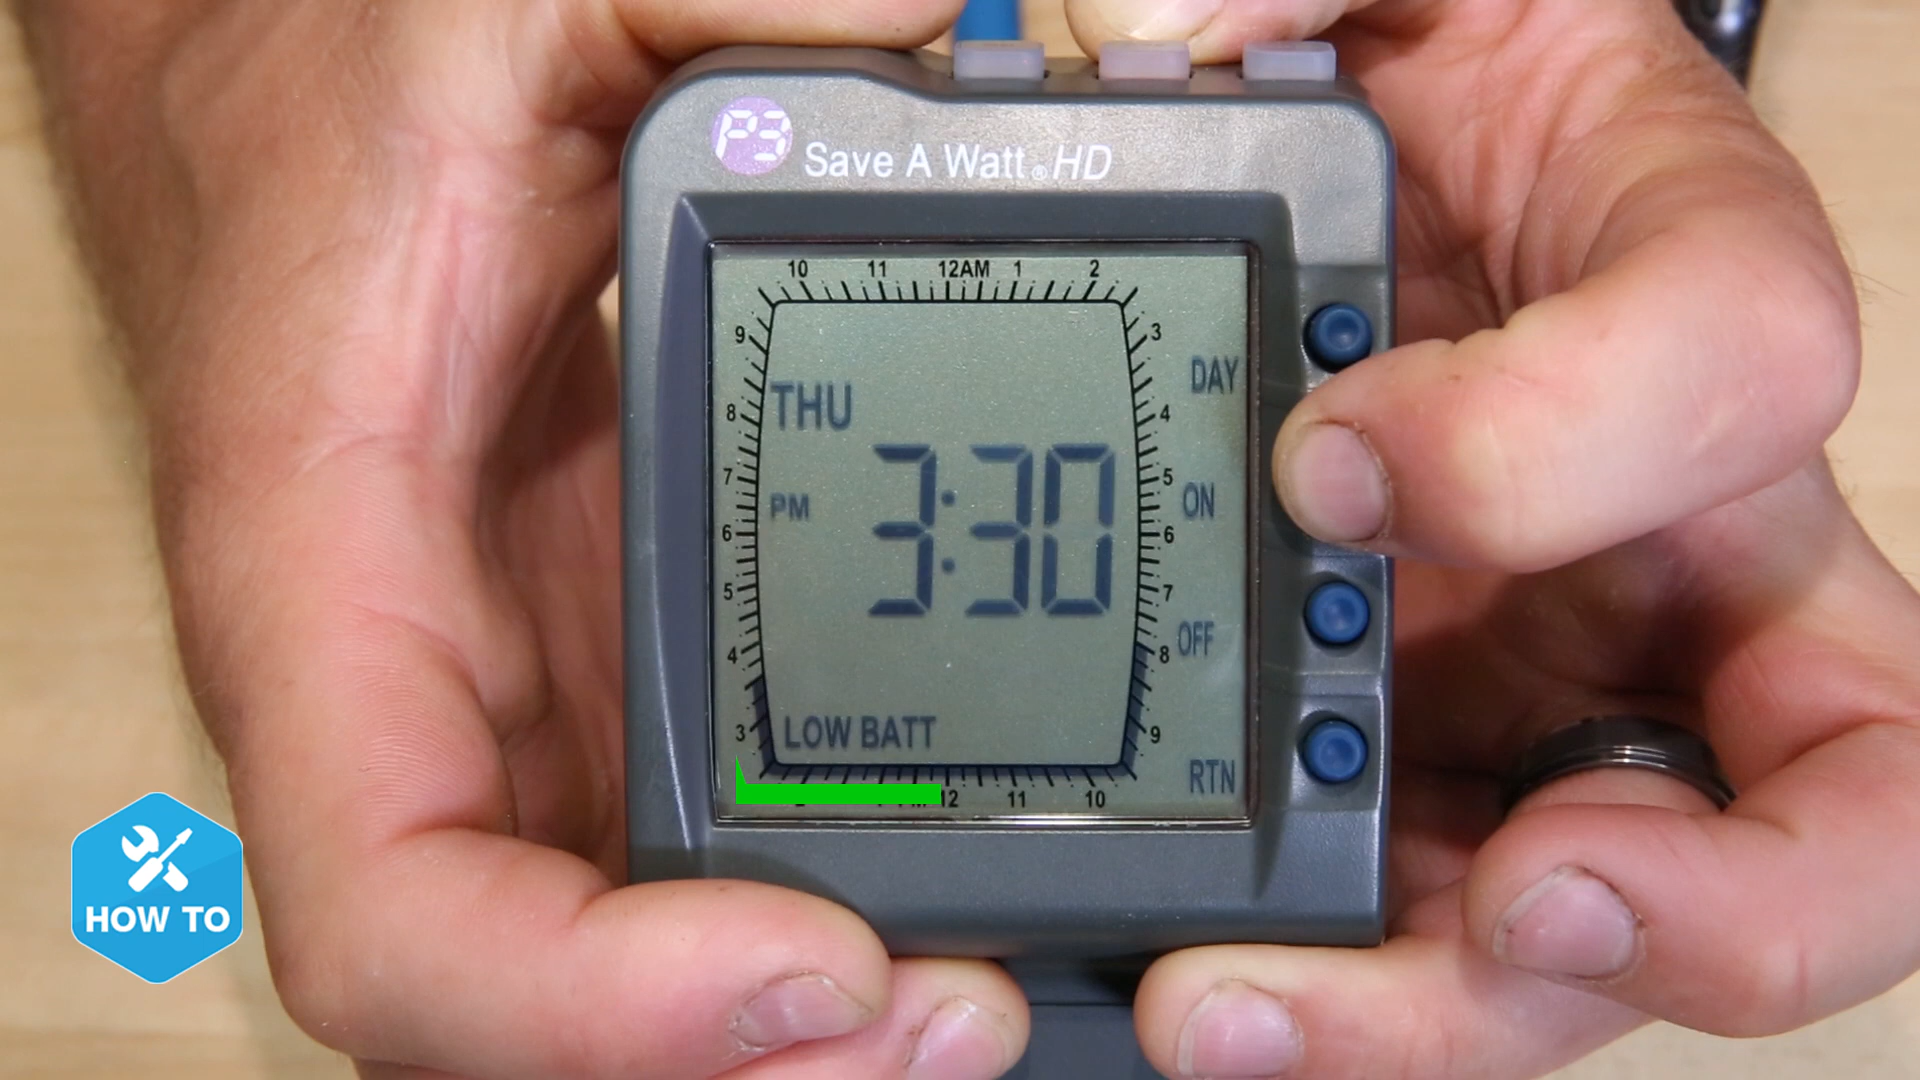 P3 Save A Watt® HD
10 11 12AM 1 2
9 3
DAY
8 THU 4
7 5
PM 3:30 ON
6 6
5 7
OFF
4 8
3 LOW BATT 9
RTN
12 11 10
HOW TO